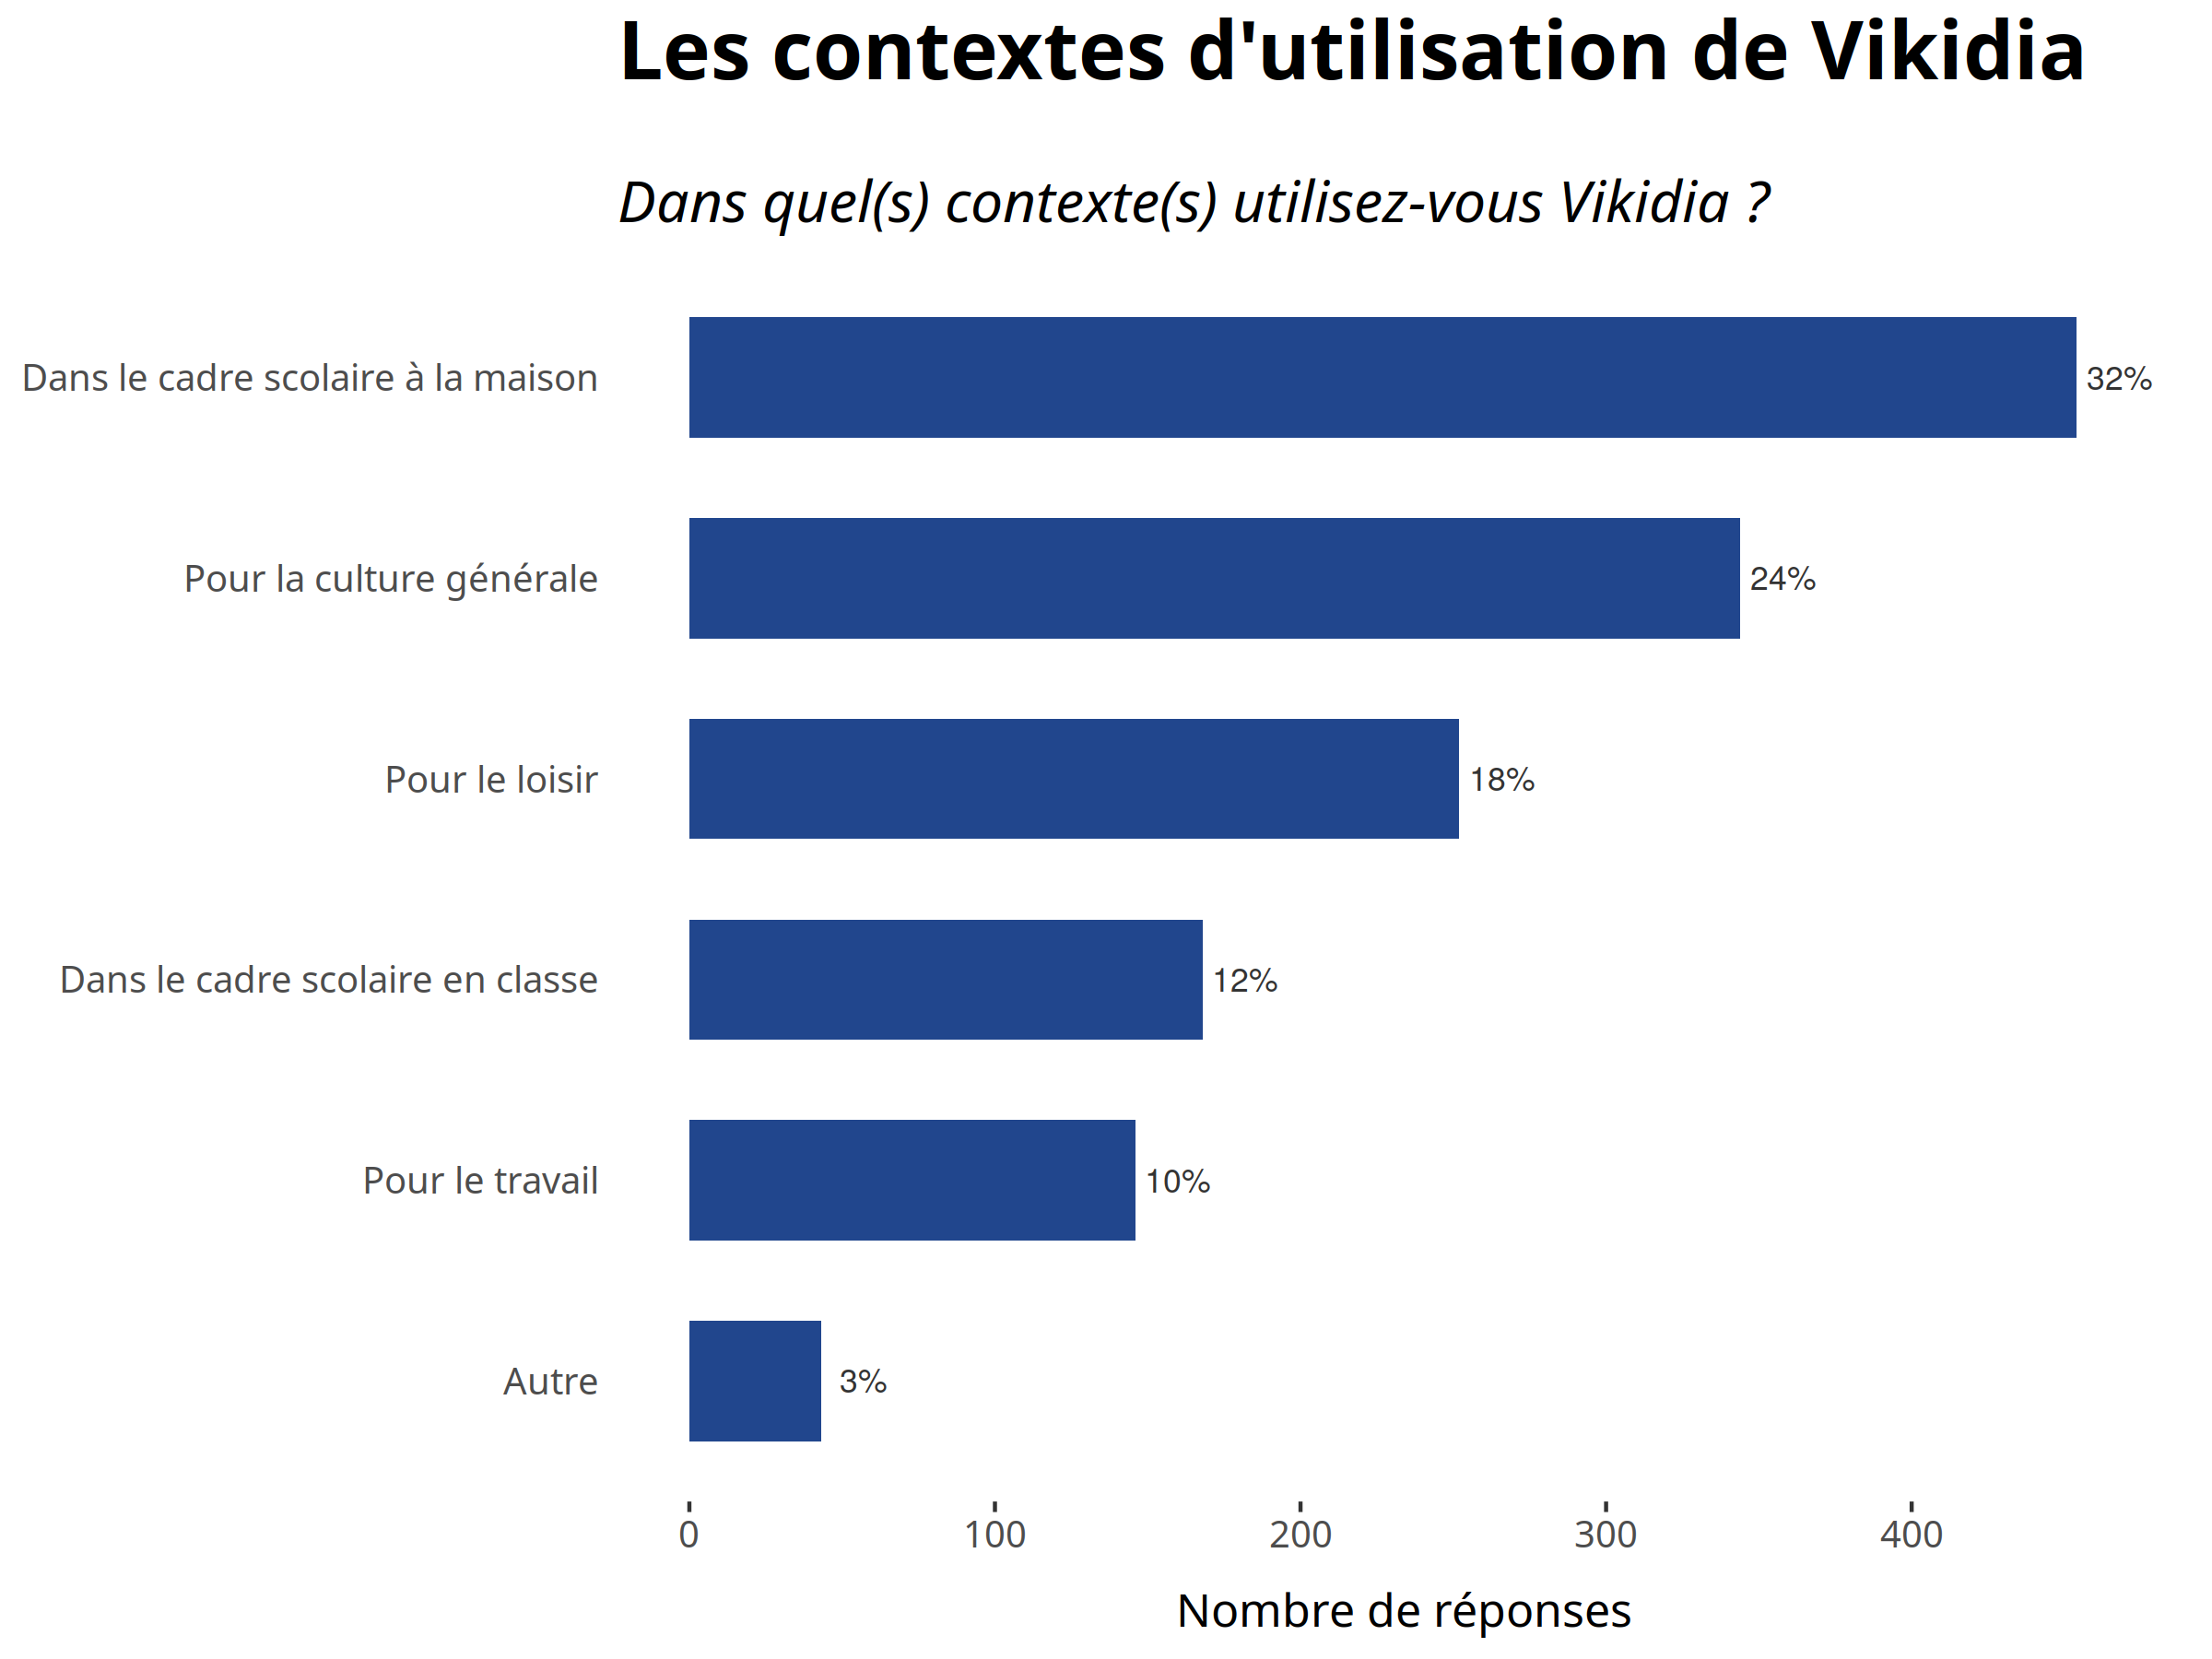 Les contextes d'utilisation de Vikidia
Dans quel(s) contexte(s) utilisez-vous Vikidia ?
Dans le cadre scolaire à la maison 32%
Pour la culture générale 24%
Pour le loisir 18%
Dans le cadre scolaire en classe 12%
Pour le travail 10%
Autre 3%
0 100 200 300 400
Nombre de réponses